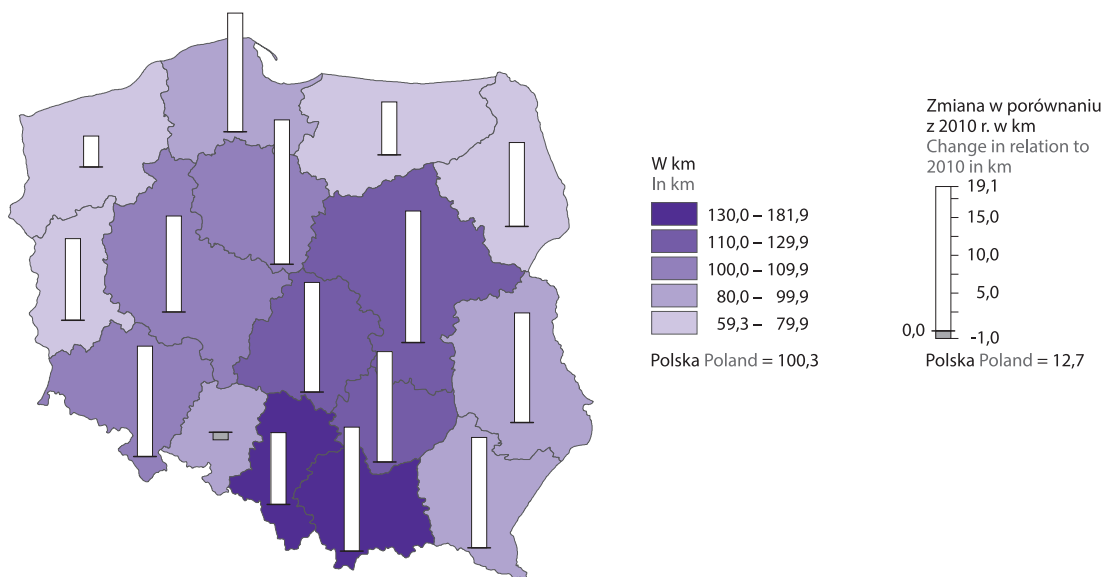 W km
In km
130,0 – 181,9
110,0 – 129,9
100,0 – 109,9
80,0 – 99,9
59,3 – 79,9
Polska Poland = 100,3
Zmiana w porównaniu
z 2010 r. w km
Change in relation to
2010 in km
19,1
15,0
10,0
5,0
0,0
-1,0
Polska Poland = 12,7